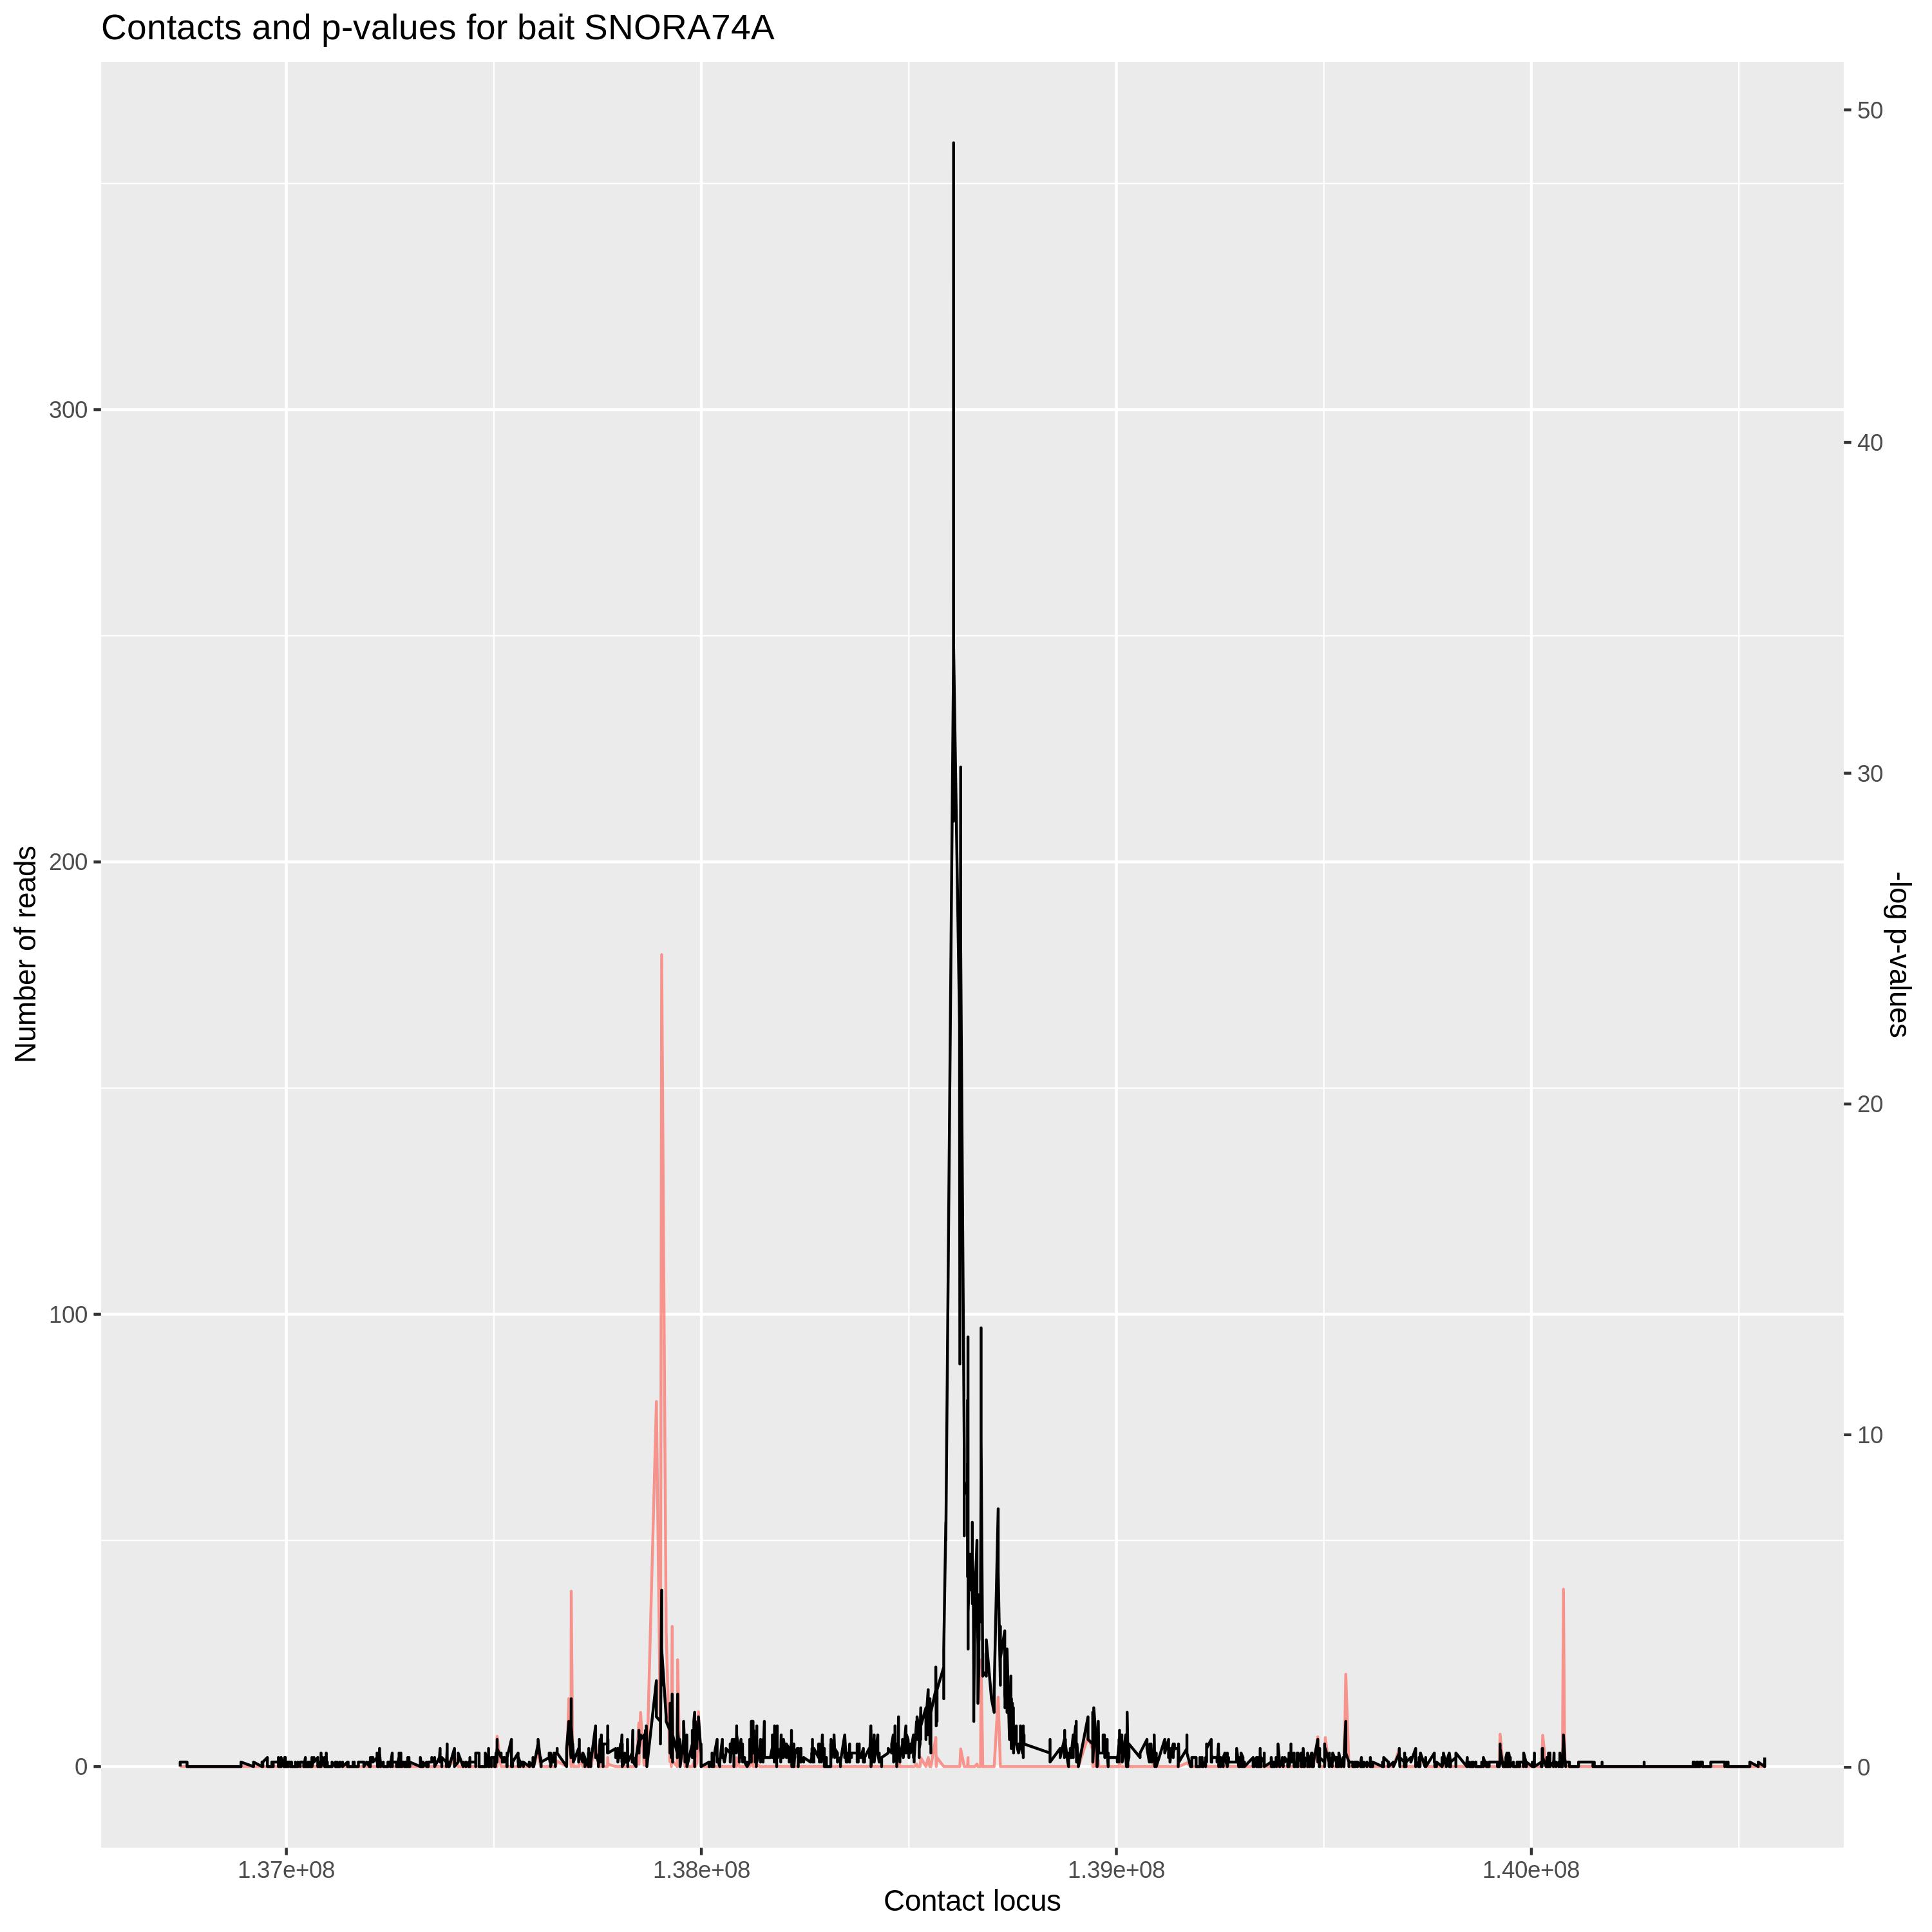 Contacts and p-values for bait SNORA74A
50
300
40
30
200
20
100
10
0
0
Number of reads
-log p-values
1.37e+08
1.38e+08
1.39e+08
1.40e+08
Contact locus